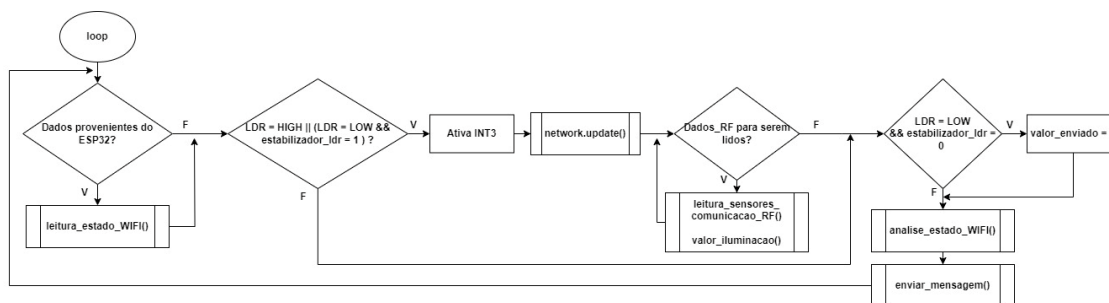 loop
Dados provenientes do
ESP32?
F
V
leitura_estado_WIFI()
LDR = HIGH || (LDR = LOW &&
estabilizador_ldr = 1 ) ?
V
F
Ativa INT3
network.update()
Dados_RF para serem
lidos?
F
V
leitura_sensores_
comunicacao_RF()
valor_iluminacao()
LDR = LOW
&& estabilizador_ldr =
0
V
F
valor_enviado =
analise_estado_WIFI()
enviar_mensagem()